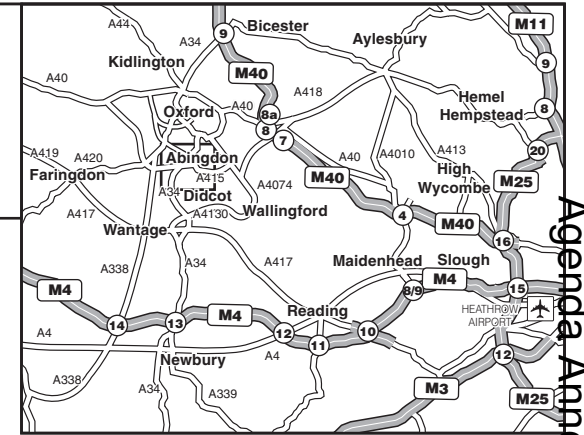 A44
A34
9
Bicester
Aylesbury
M11
Kidlington
A40
M40
A418
9
Hemel
Hempstead
8
Oxford
A40
8a
8
7
20
A419
A420
Abingdon
A40
A4010
A413
High
Wycombe
M25
Faringdon
A415
A34
Didcot
A4074
M40
A417
A4130
Wallingford
4
M40
Wantage
16
A338
A34
A417
Maidenhead
Slough
M4
8/9
M4
15
HEATHROW
AIRPORT
M4
Reading
14
13
12
10
11
A4
A4
12
Newbury
A338
A34
A339
M3
M25
Agenda Ann